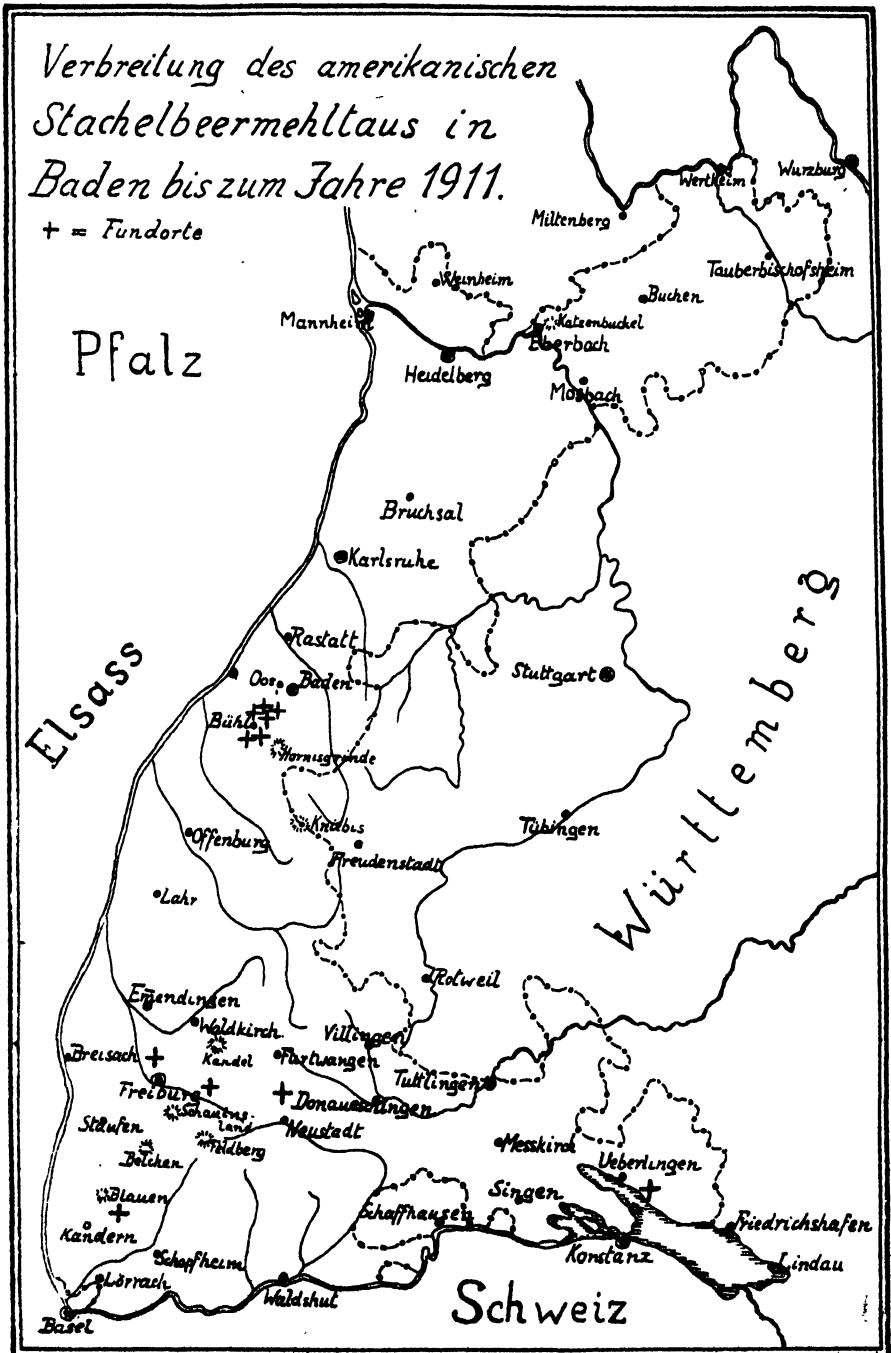 Verbreitung des amerikanischen
Stachelbeermehltaus in
Baden bis zum Jahre 1911.
+ = Fundorte
Wertheim
Würzburg
Miltenberg
Tauberbischofsheim
Weinheim
Buchen
Mannheim
Katzenbuckel
Eberbach
Pfalz
Heidelberg
Mosbach
Bruchsal
Karlsruhe
Rastatt
Elsass
Oos
Baden
Stuttgart
Bühl
Hornisgrinde
Württemberg
Kniebis
Tübingen
Offenburg
Freudenstadt
Lahr
Rotweil
Emendingen
Waldkirch
Villingen
Breisach
Kandel
Furtwangen
Tuttlingen
Freiburg
Donaueschingen
Schauins-
land
Staufen
Neustadt
Feldberg
Messkirch
Belchen
Ueberlingen
Blauen
Singen
Schaffhausen
Kandern
Friedrichshafen
Schopfheim
Konstanz
Lindau
Lörrach
Waldshut
Schweiz
Basel